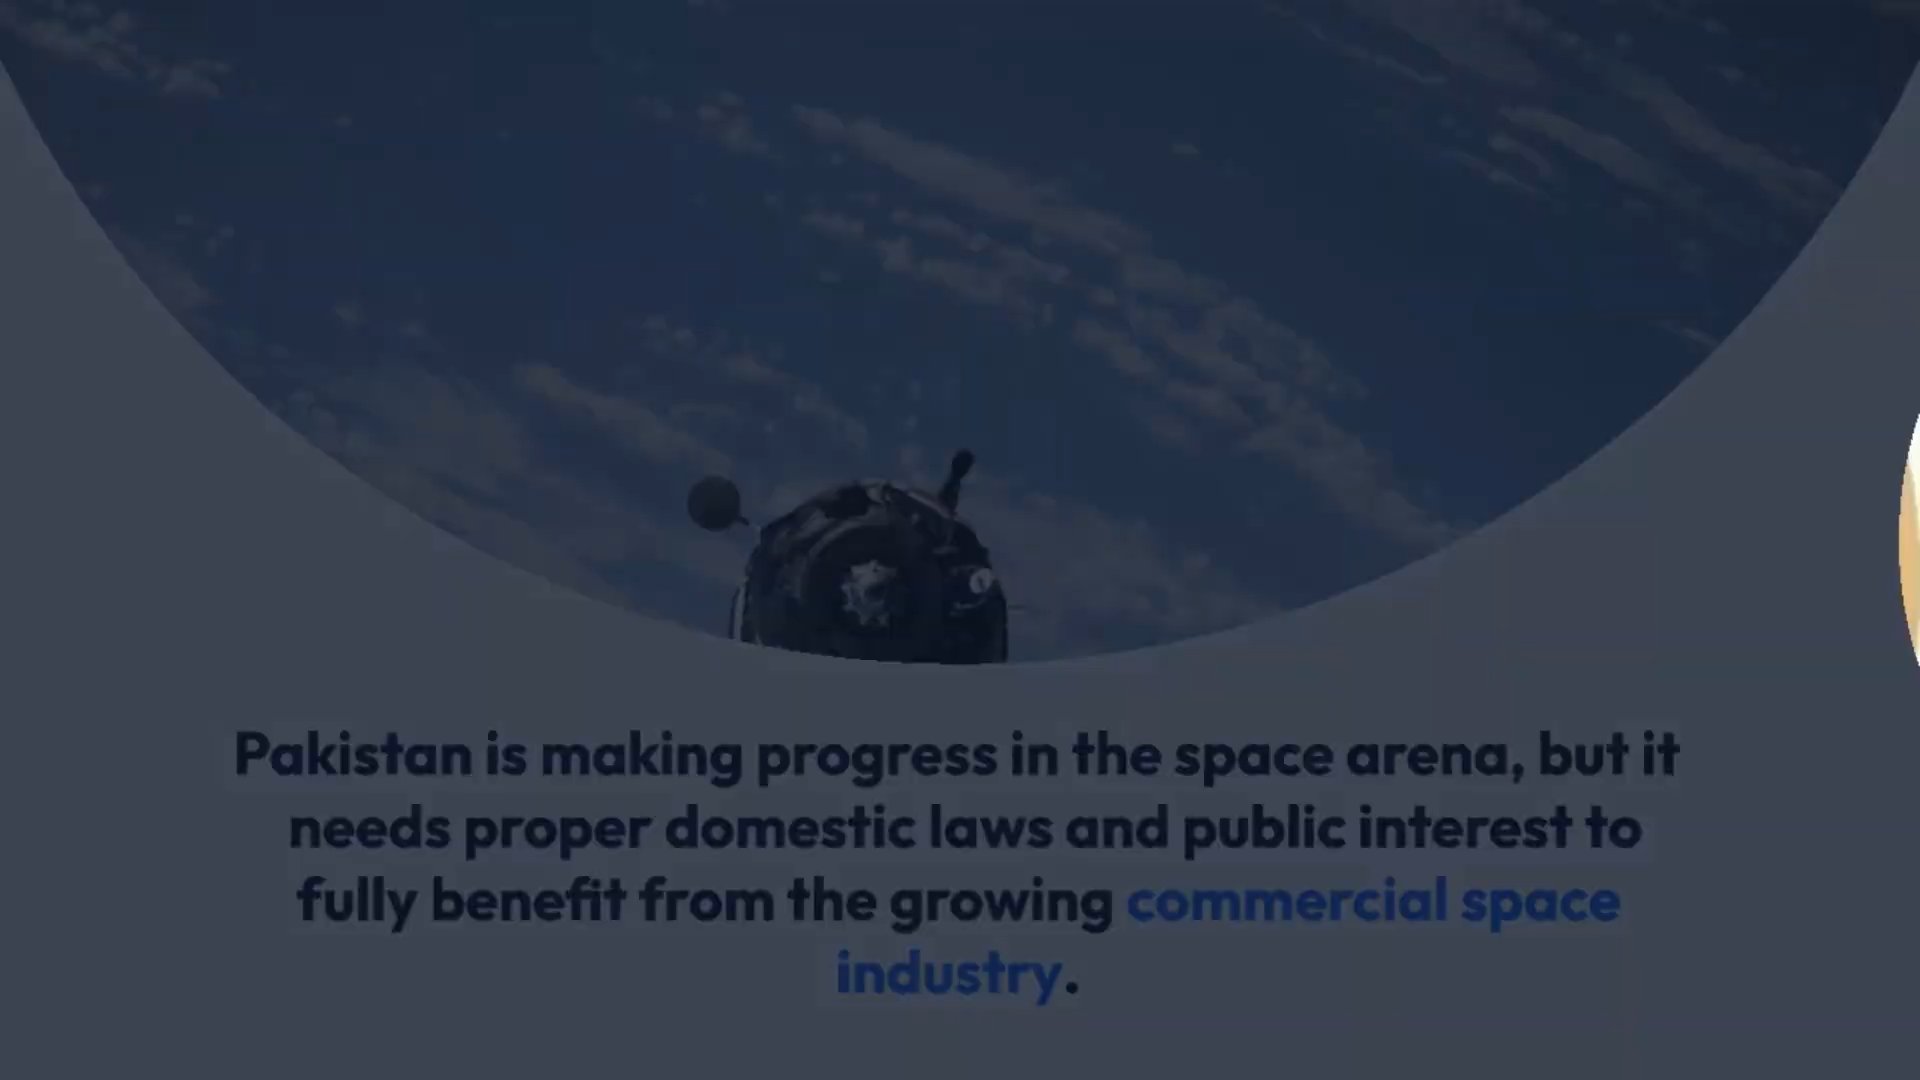 Pakistan is making progress in the space arena, but it
needs proper domestic laws and public interest to
fully benefit from the growing commercial space
industry.